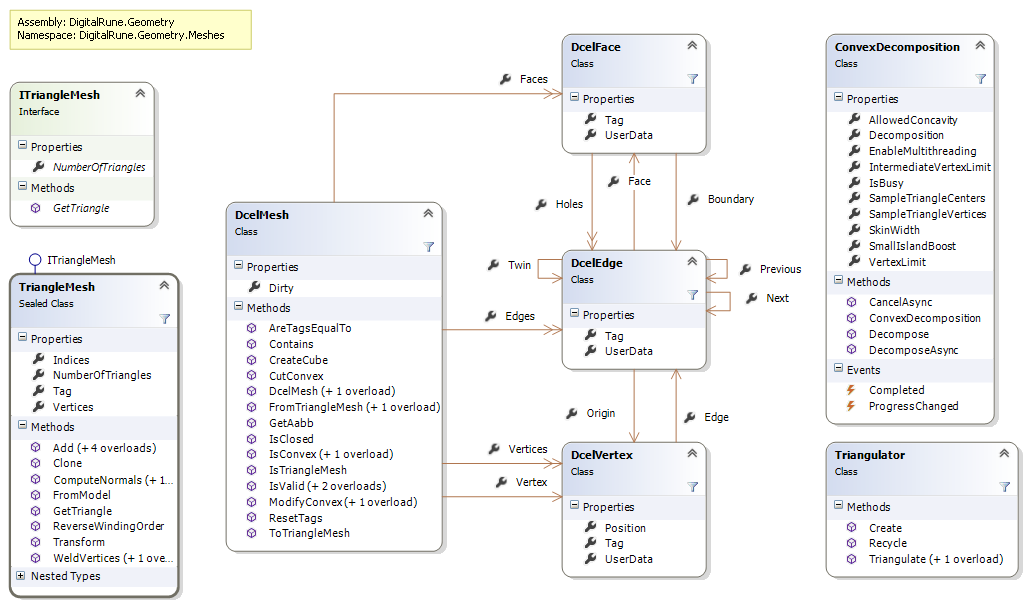 Assembly: DigitalRune.Geometry
Namespace: DigitalRune.Geometry.Meshes
ITriangleMesh
Interface
Properties
NumberOfTriangles
Methods
GetTriangle
ITriangleMesh
TriangleMesh
Sealed Class
Properties
Indices
NumberOfTriangles
Tag
Vertices
Methods
Add (+ 4 overloads)
Clone
ComputeNormals (+ 1...
FromModel
GetTriangle
ReverseWindingOrder
Transform
WeldVertices (+ 1 ove...
Nested Types
DcelMesh
Class
Properties
Dirty
Methods
AreTagsEqualTo
Contains
CreateCube
CutConvex
DcelMesh (+ 1 overload)
FromTriangleMesh (+ 1 overload)
GetAabb
IsClosed
IsConvex (+ 1 overload)
IsTriangleMesh
IsValid (+ 2 overloads)
ModifyConvex(+ 1 overload)
ResetTags
ToTriangleMesh
Faces
Edges
Vertices
Vertex
DcelFace
Class
Properties
Tag
UserData
Holes
Face
Boundary
Twin
DcelEdge
Class
Properties
Tag
UserData
Previous
Next
Origin
Edge
DcelVertex
Class
Properties
Position
Tag
UserData
ConvexDecomposition
Class
Properties
AllowedConcavity
Decomposition
EnableMultithreading
IntermediateVertexLimit
IsBusy
SampleTriangleCenters
SampleTriangleVertices
SkinWidth
SmallIslandBoost
VertexLimit
Methods
CancelAsync
ConvexDecomposition
Decompose
DecomposeAsync
Events
Completed
ProgressChanged
Triangulator
Class
Methods
Create
Recycle
Triangulate (+ 1 overload)